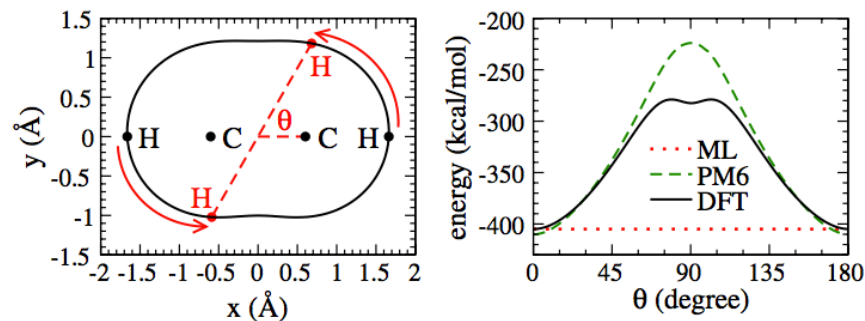 1.5
1
0.5
0
-0.5
-1
-1.5
-2 -1.5 -1 -0.5 0 0.5 1 1.5 2
x (Å)
y (Å)
H
θ
H C C H
H
-200
-250
-300
-350
-400
0 45 90 135 180
θ (degree)
energy (kcal/mol)
ML
PM6
DFT